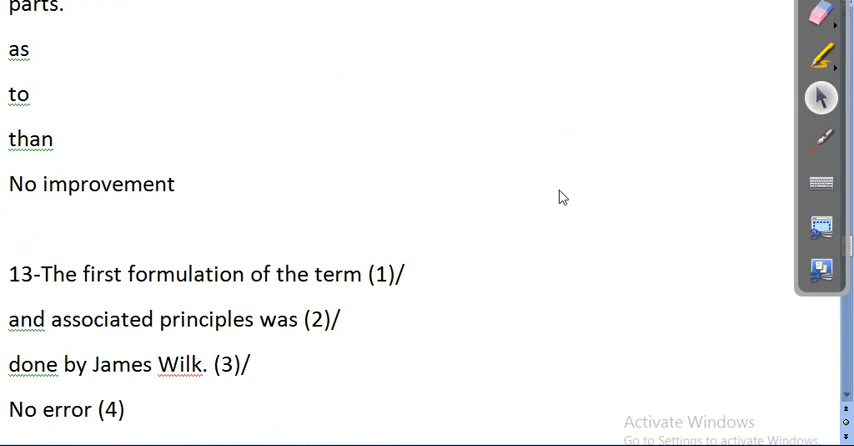 parts.
as
to
than
No improvement
13-The first formulation of the term (1)/
and associated principles was (2)/
done by James Wilk. (3)/
No error (4)
Activate Windows
Go to Settings to activate Windows.